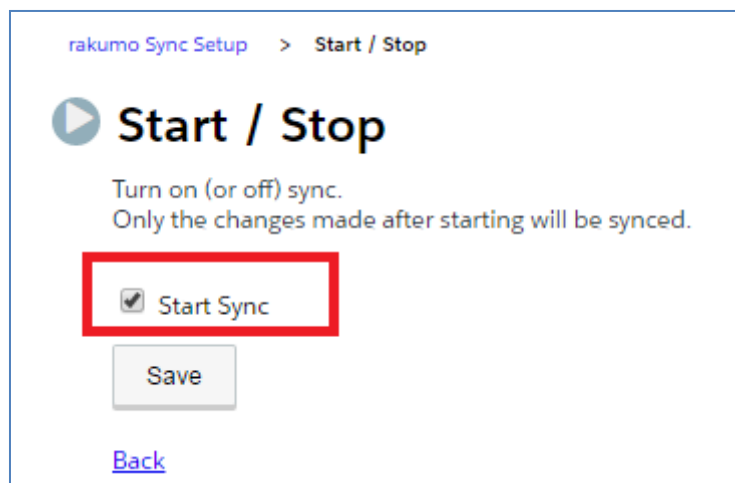 rakumo Sync Setup > Start / Stop
Start / Stop
Turn on (or off) sync.
Only the changes made after starting will be synced.
Start Sync
Save
Back